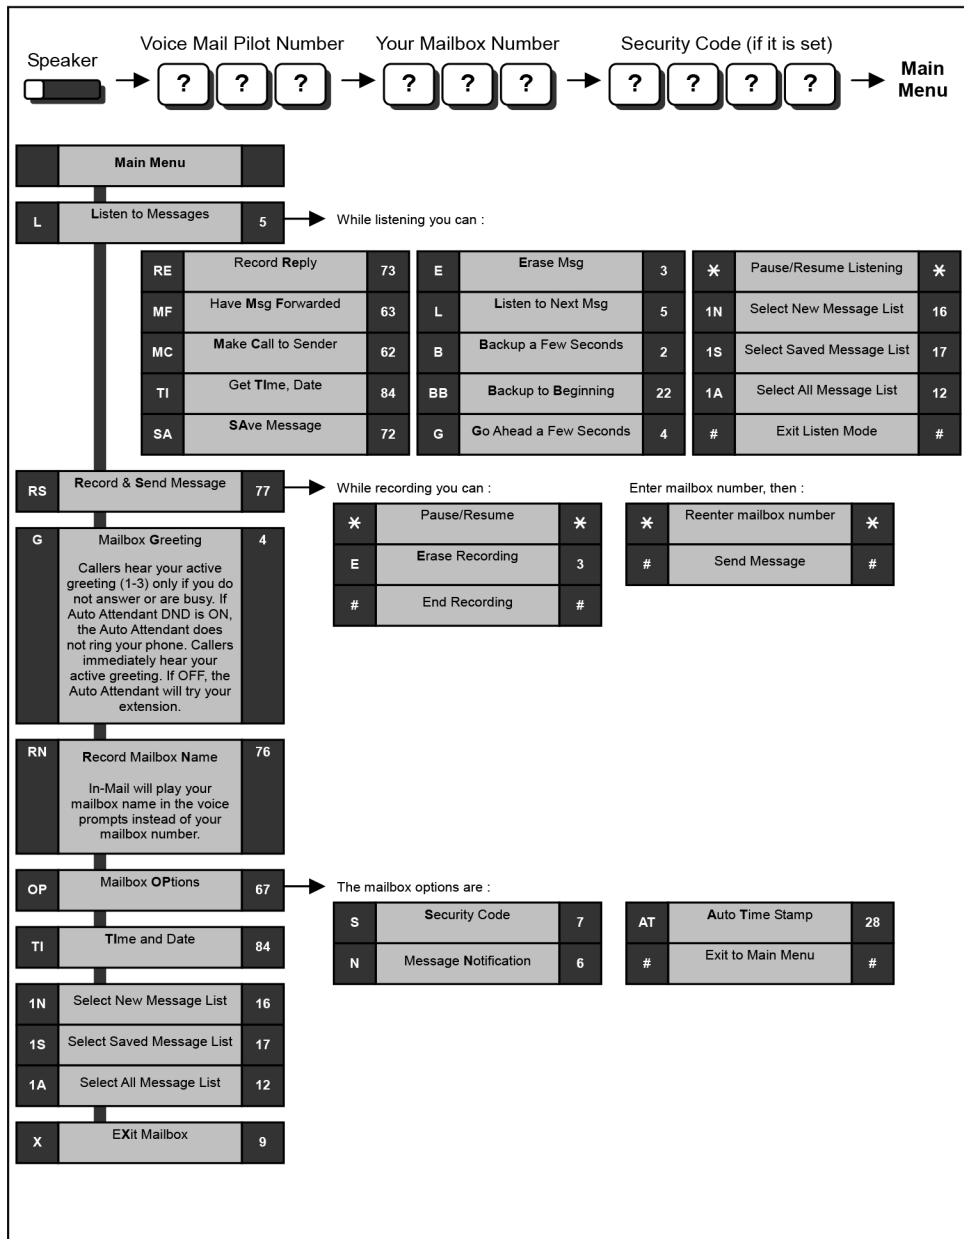 Speaker
Voice Mail Pilot Number
Your Mailbox Number
Security Code (if it is set)
? ? ?
? ? ?
? ? ? ?
Main
Menu
Main Menu
L Listen to Messages 5
While listening you can :
RE Record Reply 73
E Erase Msg 3
* Pause/Resume Listening *
MF Have Msg Forwarded 63
L Listen to Next Msg 5
1N Select New Message List 16
MC Make Call to Sender 62
B Backup a Few Seconds 2
1S Select Saved Message List 17
TI Get TIme, Date 84
BB Backup to Beginning 22
1A Select All Message List 12
SA SAve Message 72
G Go Ahead a Few Seconds 4
# Exit Listen Mode #
RS Record & Send Message 77
While recording you can :
Enter mailbox number, then :
* Pause/Resume *
* Reenter mailbox number *
E Erase Recording 3
# Send Message #
# End Recording #
G Mailbox Greeting 4
Callers hear your active
greeting (1-3) only if you do
not answer or are busy. If
Auto Attendant DND is ON,
the Auto Attendant does
not ring your phone. Callers
immediately hear your
active greeting. If OFF, the
Auto Attendant will try your
extension.
RN Record Mailbox Name 76
In-Mail will play your
mailbox name in the voice
prompts instead of your
mailbox number.
OP Mailbox OPtions 67
The mailbox options are :
S Security Code 7
AT Auto Time Stamp 28
N Message Notification 6
# Exit to Main Menu #
TI TIme and Date 84
1N Select New Message List 16
1S Select Saved Message List 17
1A Select All Message List 12
X EXit Mailbox 9